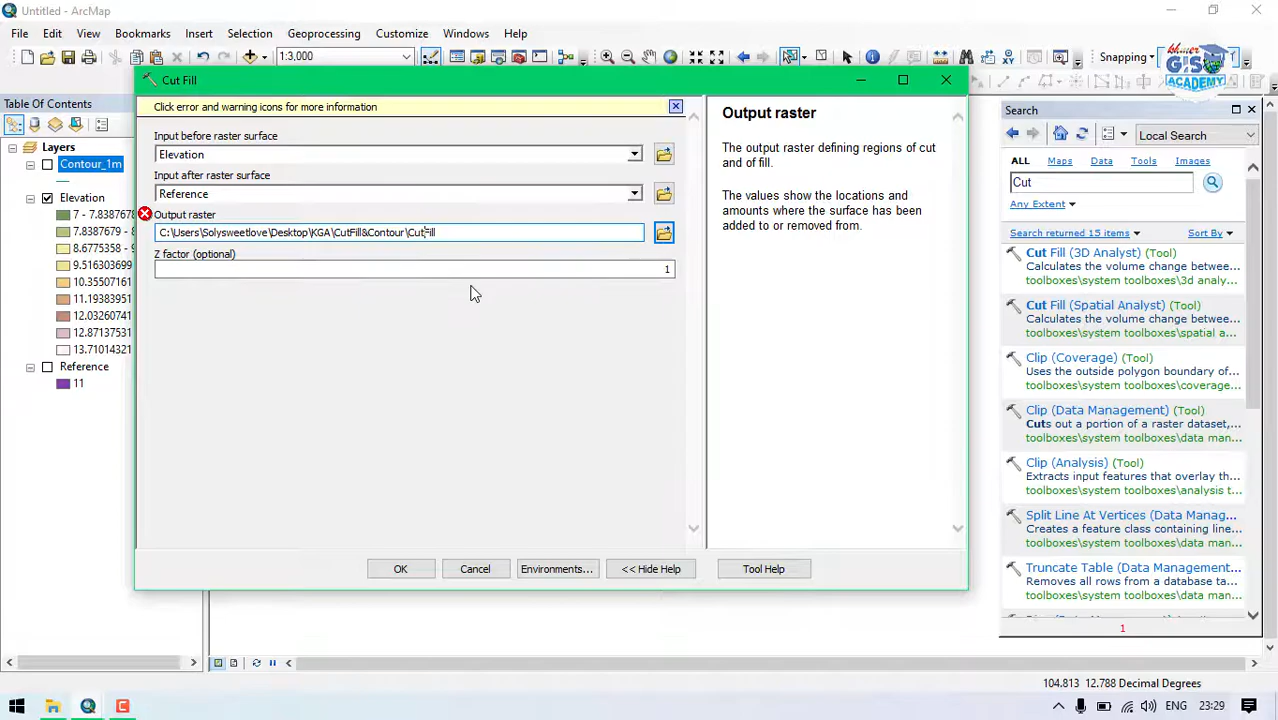 Untitled - ArcMap
File Edit View Bookmarks Insert Selection Geoprocessing Customize Windows Help
1:3,000
Snapping
GIS
ACADEMY
Table Of Contents
Layers
Contour_1m
Elevation
7 - 7.8387678
7.8387678
8.6775358
9.516303699
10.35507161
11.19383951
12.03260741
12.87137531
13.71014321
Reference
11
Cut Fill
Click error and warning icons for more information
Input before raster surface
Elevation
Input after raster surface
Reference
Output raster
C:\Users\Solysweetlove\Desktop\KGA\CutFill&Contour\CutFill
Z factor (optional)
1
OK
Cancel
Environments...
<< Hide Help
Tool Help
Output raster
The output raster defining regions of cut
and of fill.
The values show the locations and
amounts where the surface has been
added to or removed from.
Search
Local Search
ALL Maps Data Tools Images
Cut
Any Extent
Search returned 15 items
Sort By
Cut Fill (3D Analyst) (Tool)
Calculates the volume change betwee...
toolboxes\system toolboxes\3d analy...
Cut Fill (Spatial Analyst) (Tool)
Calculates the volume change betwee...
toolboxes\system toolboxes\spatial a...
Clip (Coverage) (Tool)
Uses the outside polygon boundary of...
toolboxes\system toolboxes\coverage...
Clip (Data Management) (Tool)
Cuts out a portion of a raster dataset,...
toolboxes\system toolboxes\data man...
Clip (Analysis) (Tool)
Extracts input features that overlay th...
toolboxes\system toolboxes\analysis t...
Split Line At Vertices (Data Manag...
Creates a feature class containing line...
toolboxes\system toolboxes\data man...
Truncate Table (Data Management...
Removes all rows from a database ta...
toolboxes\system toolboxes\data man...
1
104.813 12.788 Decimal Degrees
ENG
23:29